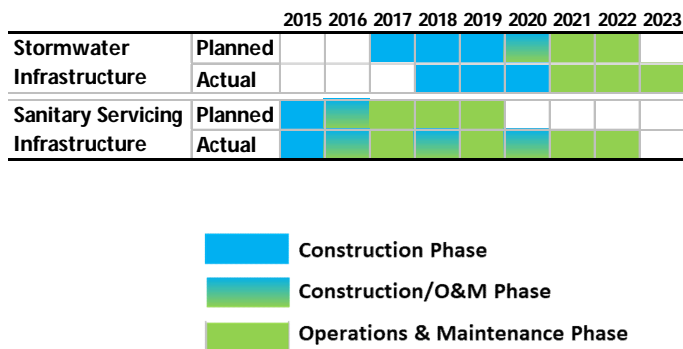 2015 2016 2017 2018 2019 2020 2021 2022 2023
Stormwater Planned
Infrastructure Actual
Sanitary Servicing Planned
Infrastructure Actual
Construction Phase
Construction/O&M Phase
Operations & Maintenance Phase